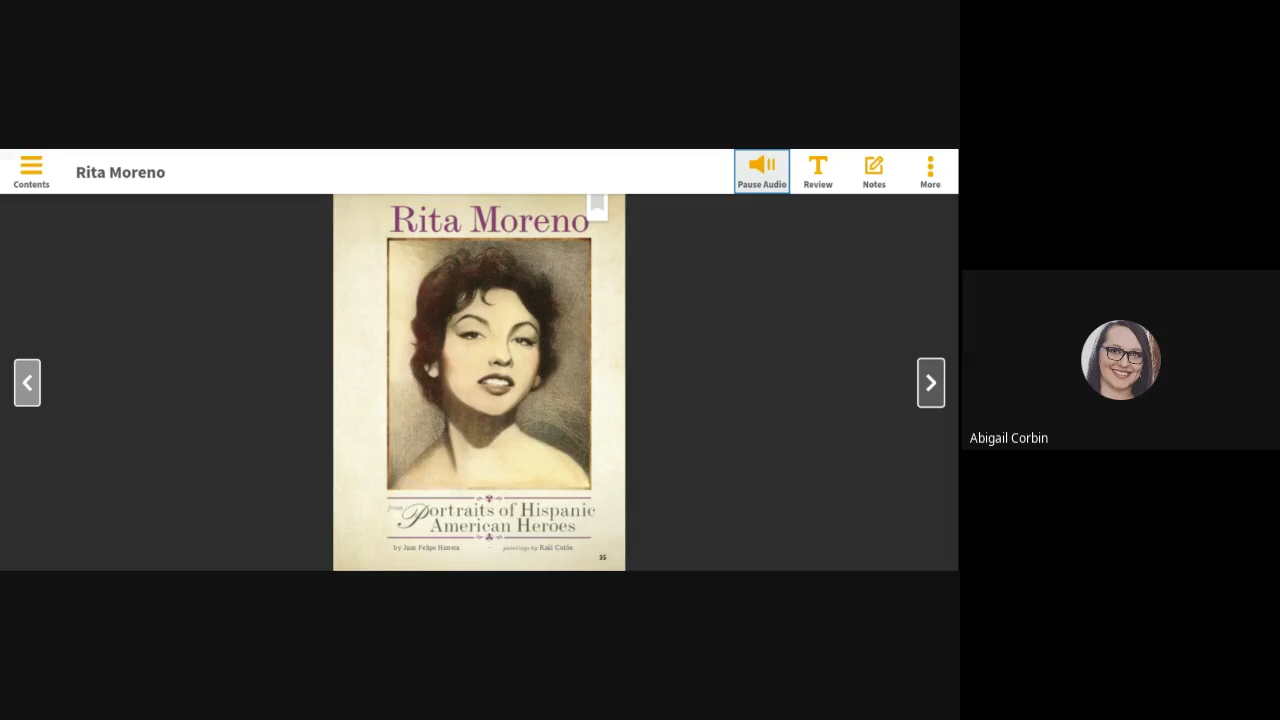 Contents
Rita Moreno
Pause Audio
Review
Notes
More
Rita Moreno
from Portraits of Hispanic
American Heroes
by Juan Felipe Herrera
paintings by Raúl Colón
35
Abigail Corbin